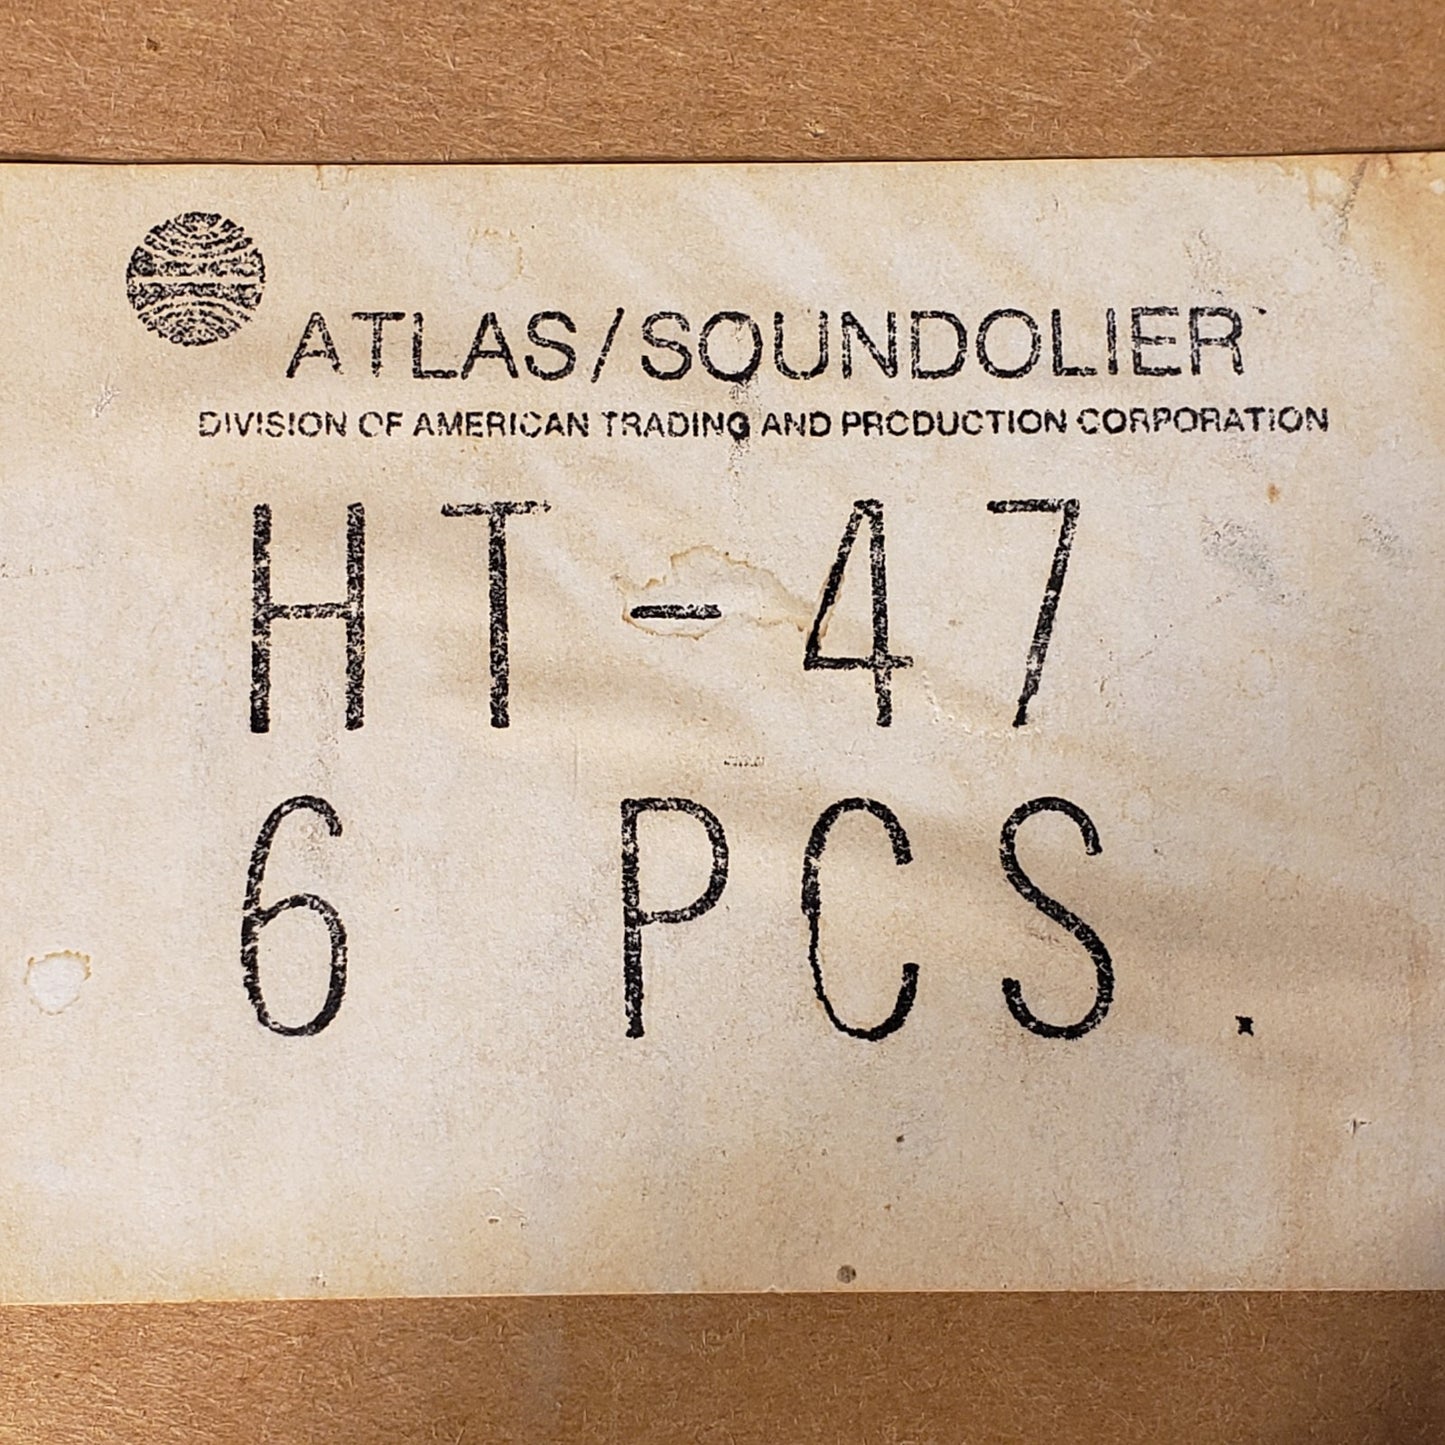 ATLAS/SOUNDOLIER
DIVISION OF AMERICAN TRADING AND PRODUCTION CORPORATION
HT-47
6 PCS.